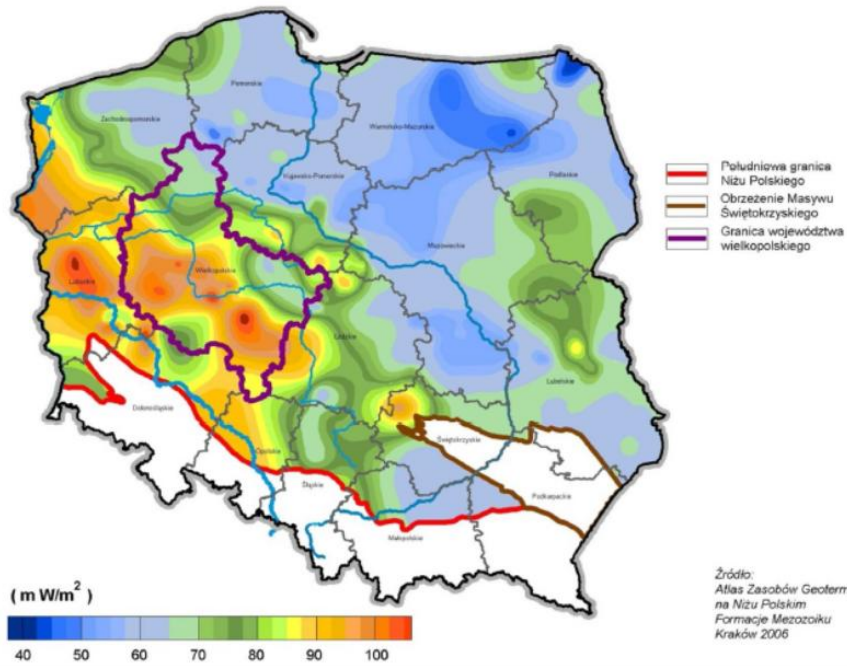 Pomorskie
Zachodniopomorskie
Warmińsko-Mazurskie
Kujawsko-Pomorskie
Podlaskie
Mazowieckie
Wielkopolskie
Lubuskie
Łódzkie
Lubelskie
Dolnośląskie
Świętokrzyskie
Opolskie
Śląskie
Podkarpackie
Małopolskie
Południowa granica
Niżu Polskiego
Obrzeżenie Masywu
Świętokrzyskiego
Granica województwa
wielkopolskiego
( m W/m² )
40 50 60 70 80 90 100
Źródło:
Atlas Zasobów Geoterm
na Niżu Polskim
Formacje Mezozoiku
Kraków 2006